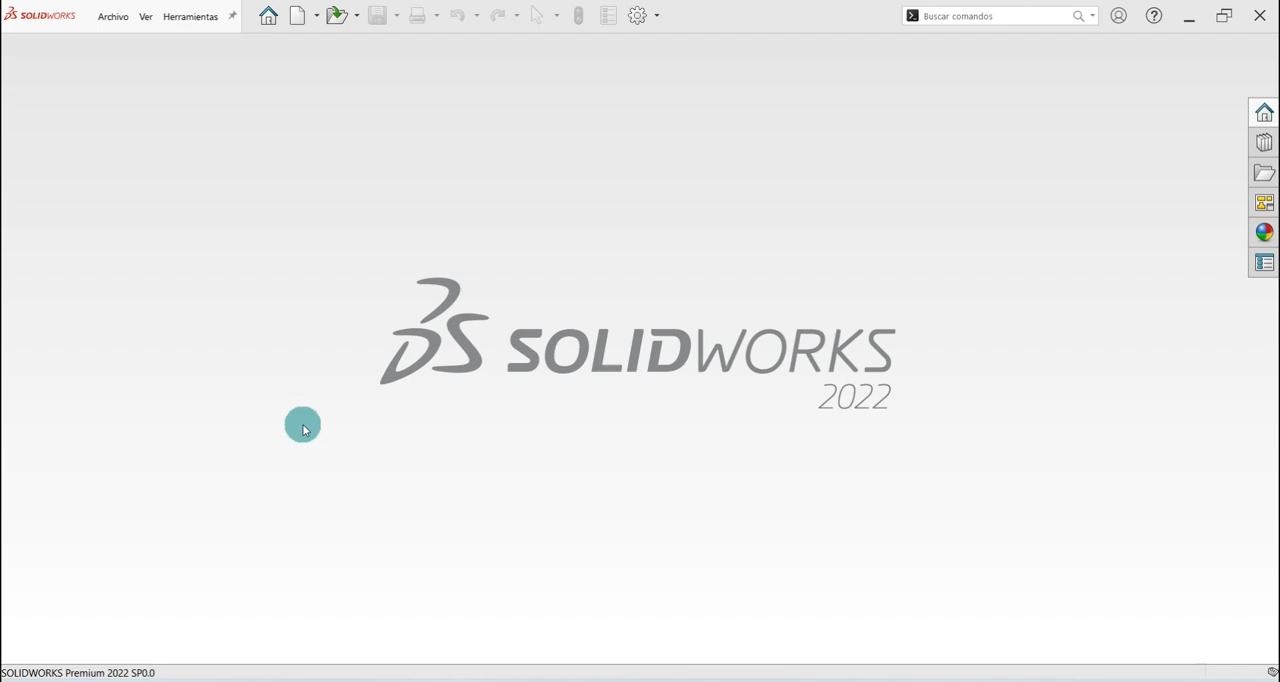 SOLIDWORKS Archivo Ver Herramientas Buscar comandos
SOLIDWORKS
2022
SOLIDWORKS Premium 2022 SP0.0